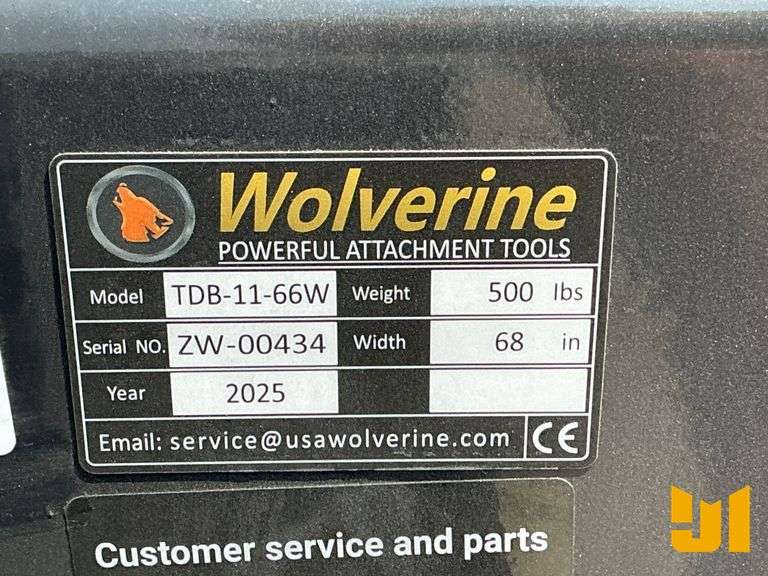 Wolverine
POWERFUL ATTACHMENT TOOLS
Model TDB-11-66W Weight 500 lbs
Serial NO. ZW-00434 Width 68 in
Year 2025
Email: service@usawolverine.com CE
Customer service and parts